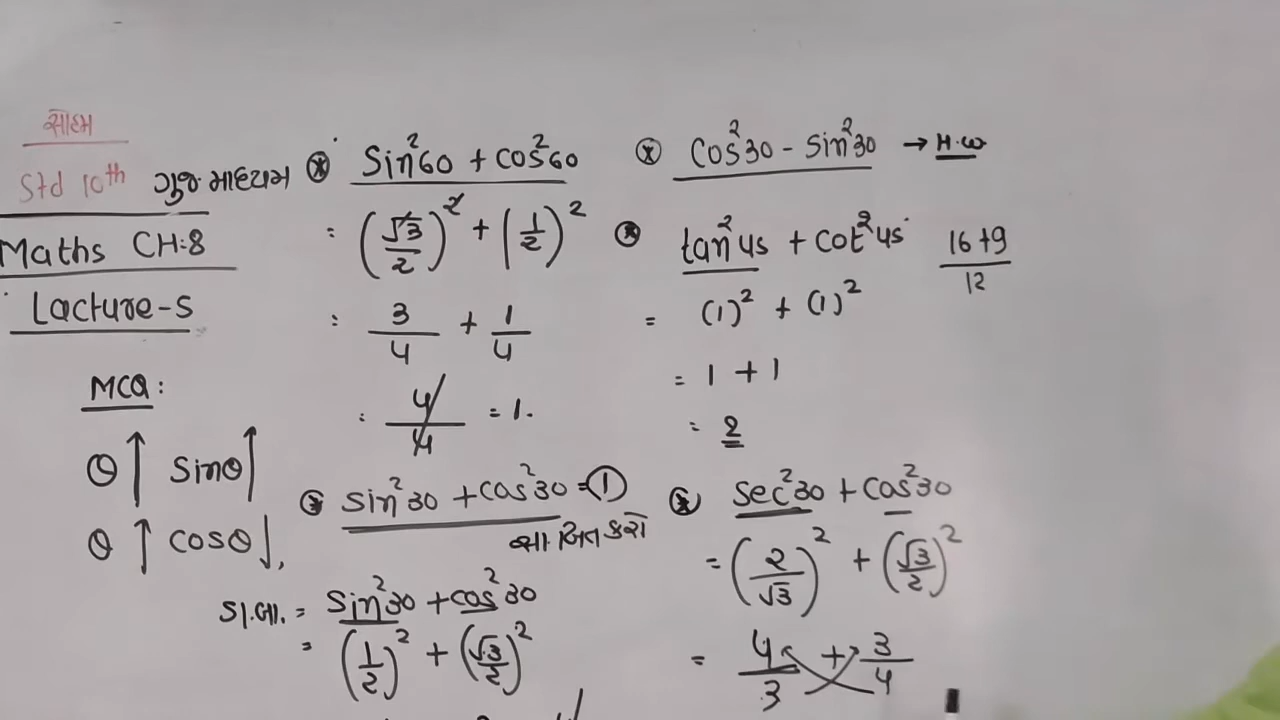 સોહમ
Std 10th ગુજ. માધ્યમ
Maths CH:8
Lacture-5
MCQ:
θ↑ sinθ↑
θ↑ cosθ↓.
Sin²60 + cos²60
= (√3/2)² + (1/2)²
= 3/4 + 1/4
= 4/4 = 1.
sin²30 + cos²30 = 1
સાબિત કરો
ડા.બા. = sin²30 + cos²30
= (1/2)² + (√3/2)²
cos²30 - sin²30 → H.W
tan²45 + cot²45
= (1)² + (1)²
= 1 + 1
= 2
16+9/12
sec²30 + cos²30
= (2/√3)² + (√3/2)²
= 4/3 + 3/4